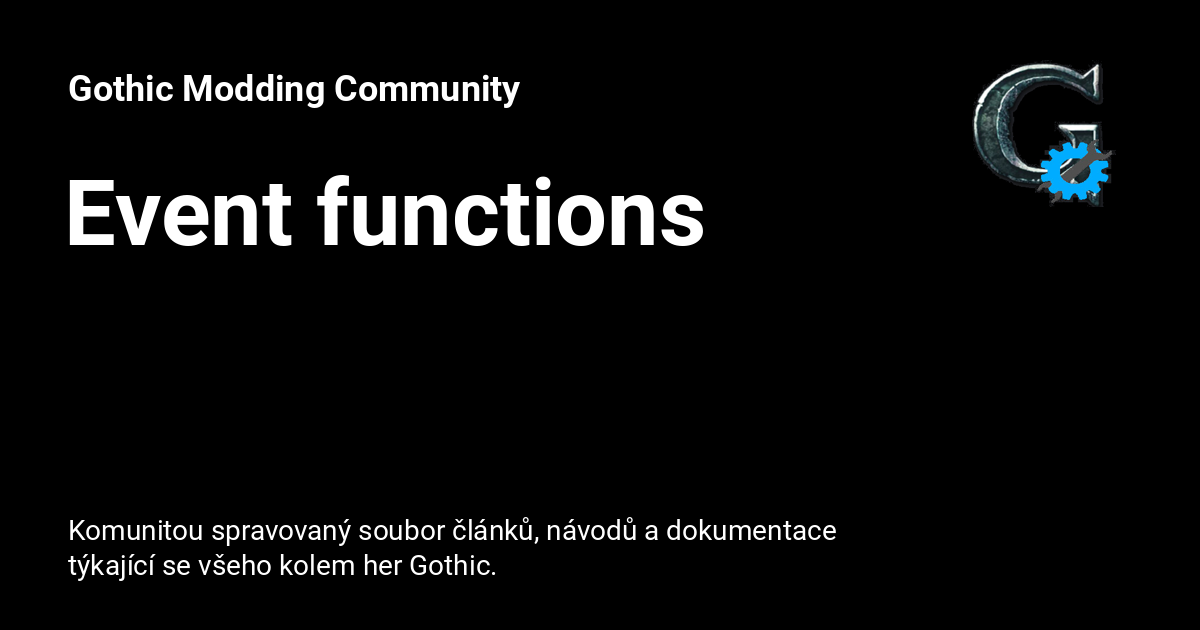 Gothic Modding Community
Event functions
Komunitou spravovaný soubor článků, návodů a dokumentace
týkající se všeho kolem her Gothic.